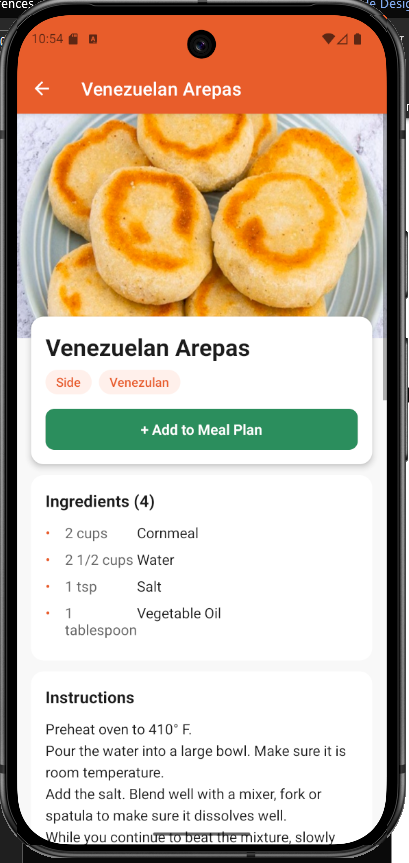 10:54
Venezuelan Arepas
Venezuelan Arepas
Side Venezulan
+ Add to Meal Plan
Ingredients (4)
• 2 cups Cornmeal
• 2 1/2 cups Water
• 1 tsp Salt
• 1 tablespoon Vegetable Oil
Instructions
Preheat oven to 410° F.
Pour the water into a large bowl. Make sure it is
room temperature.
Add the salt. Blend well with a mixer, fork or
spatula to make sure it dissolves well.
While you continue to beat the mixture, slowly